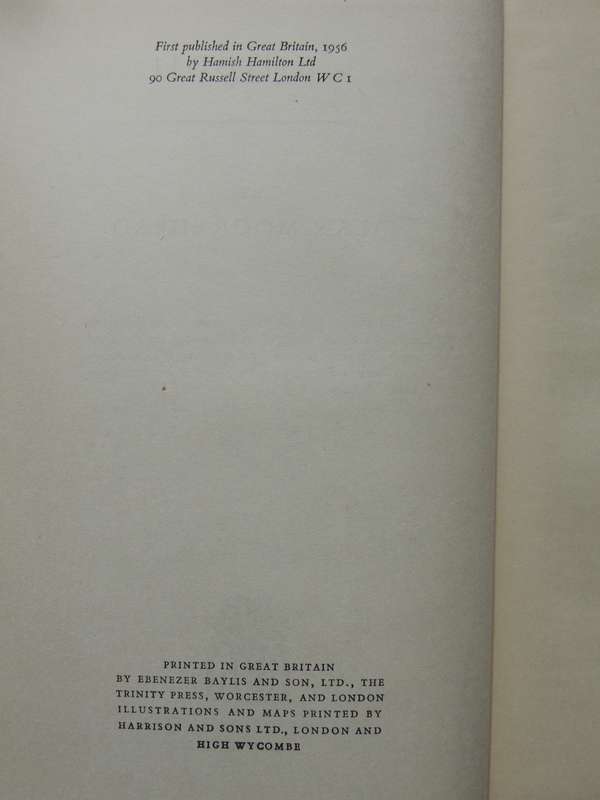 First published in Great Britain, 1956
by Hamish Hamilton Ltd
90 Great Russell Street London W C 1
PRINTED IN GREAT BRITAIN
BY EBENEZER BAYLIS AND SON, LTD., THE
TRINITY PRESS, WORCESTER, AND LONDON
ILLUSTRATIONS AND MAPS PRINTED BY
HARRISON AND SONS LTD., LONDON AND
HIGH WYCOMBE